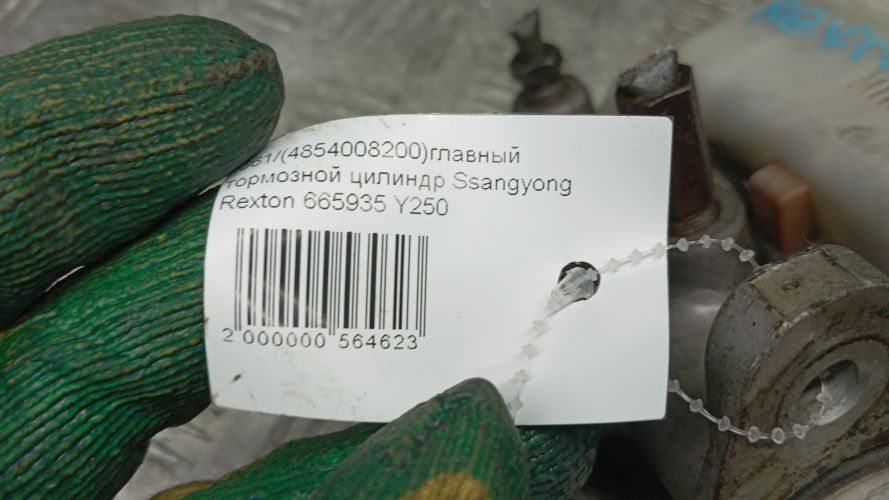 (4854008200)главный
тормозной цилиндр Ssangyong
Rexton 665935 Y250
2 000000 564623